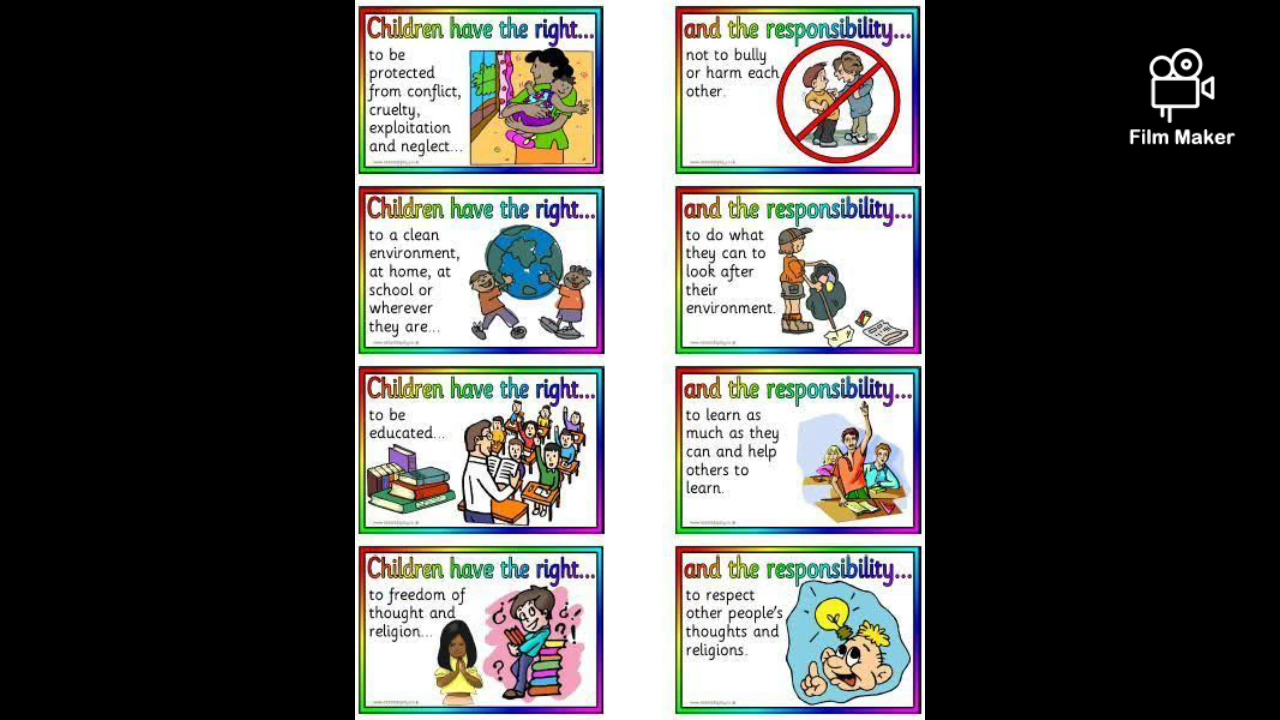 Children have the right...
to be
protected
from conflict,
cruelty,
exploitation
and neglect...
and the responsibility...
not to bully
or harm each
other.
Film Maker
Children have the right...
to a clean
environment,
at home, at
school or
wherever
they are...
and the responsibility...
to do what
they can to
look after
their
environment.
Children have the right...
to be
educated...
and the responsibility...
to learn as
much as they
can and help
others to
learn.
Children have the right...
to freedom of
thought and
religion...
and the responsibility...
to respect
other people's
thoughts and
religions.